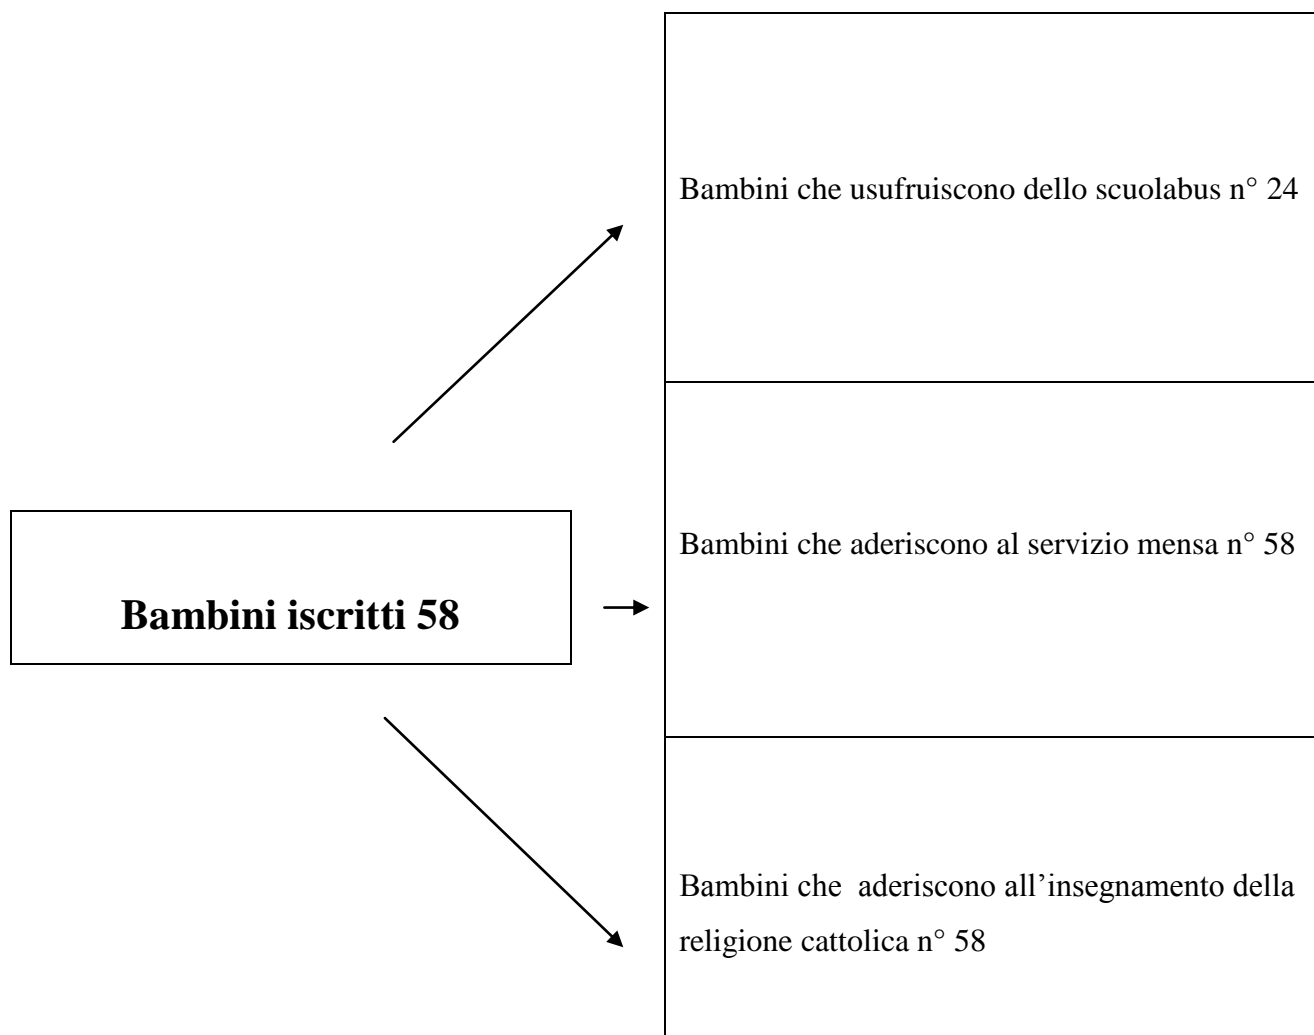 Bambini che usufruiscono dello scuolabus n° 24
Bambini che aderiscono al servizio mensa n° 58
Bambini iscritti 58
Bambini che  aderiscono all’insegnamento della
religione cattolica n° 58